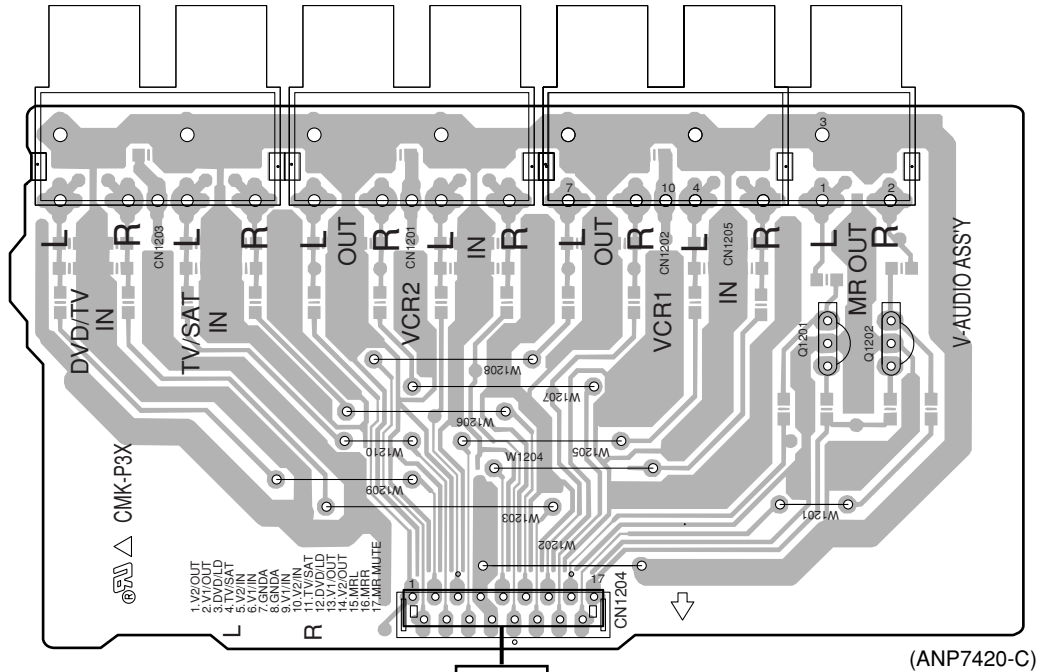 3
7
10
4
1
2
L
R
L
R
L
R
L
R
L
R
L
R
L
R
CN1203
OUT
CN1201
IN
OUT
CN1202
CN1205
IN
MR OUT
V-AUDIO ASS'Y
DVD/TV
IN
TV/SAT
IN
VCR2
VCR1
Q1201
Q1202
W1208
W1207
W1206
W1210
W1205
W1204
W1209
W1203
W1201
W1202
CMK-P3X
1.V2/OUT
2.V1/OUT
3.DVD/LD
4.TV/SAT
5.V2/IN
6.V1/IN
7.GNDA
8.GNDA
9.V1/IN
10.V2/IN
11.TV/SAT
12.DVD/LD
13.V1/OUT
14.V2/OUT
15.MRL
16.MRR
17.MR MUTE
L
R
1
17
CN1204
(ANP7420-C)